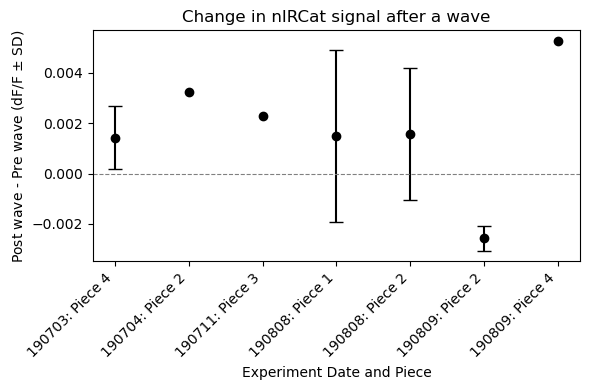 Change in nIRCat signal after a wave
Post wave - Pre wave (dF/F ± SD)
0.004
0.002
0.000
−0.002
190703: Piece 4
190704: Piece 2
190711: Piece 3
190808: Piece 1
190808: Piece 2
190809: Piece 2
190809: Piece 4
Experiment Date and Piece